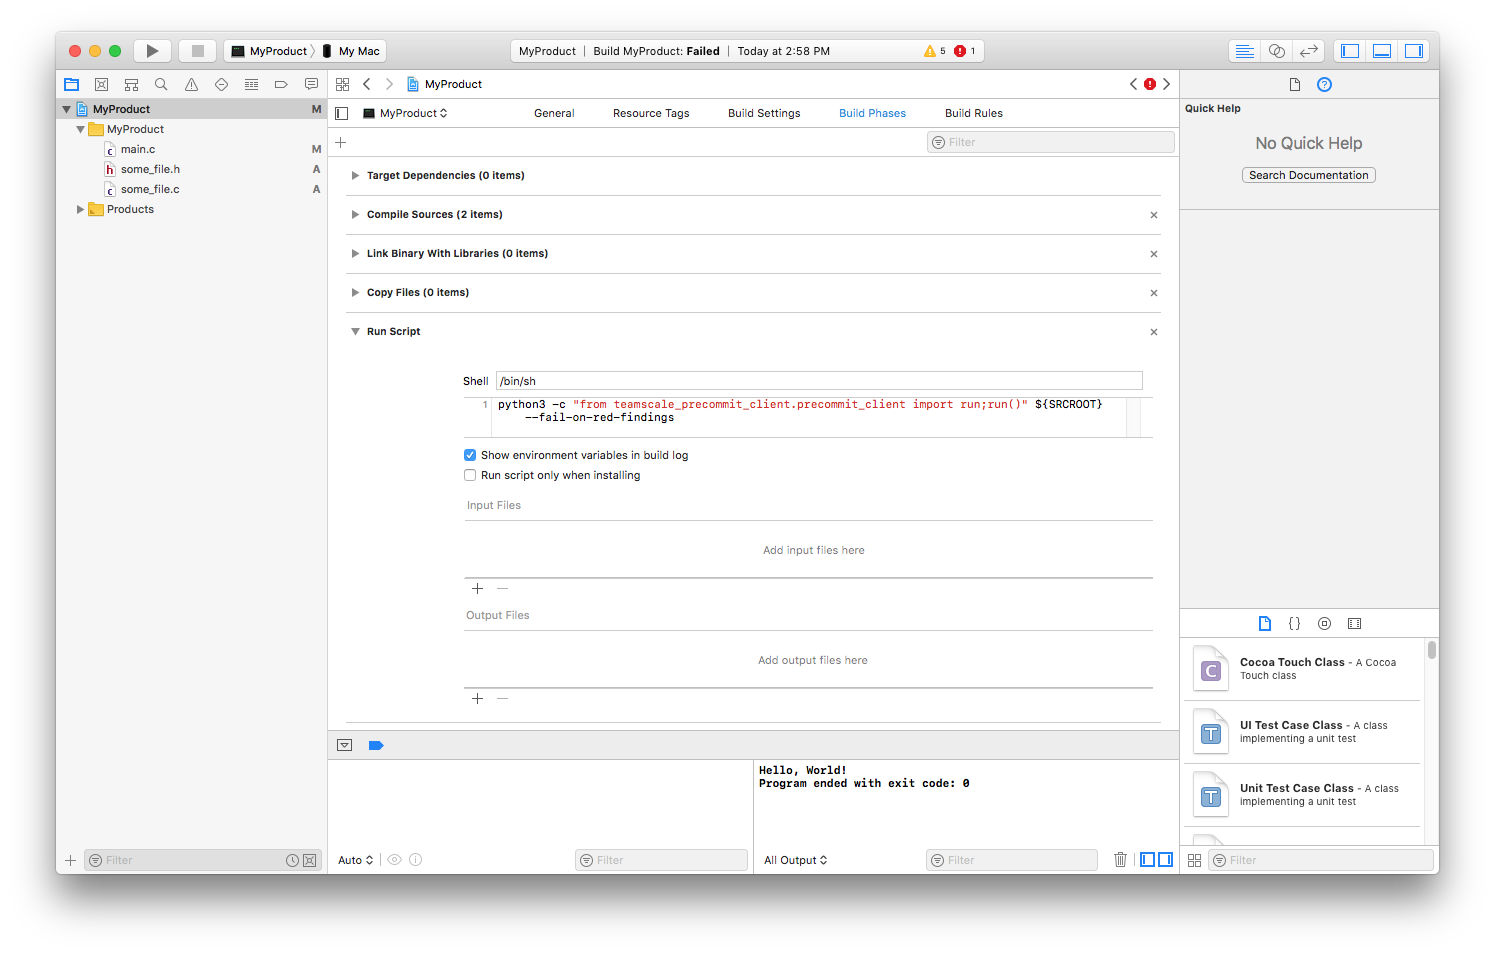 MyProduct My Mac
MyProduct Build MyProduct: Failed Today at 2:58 PM 5 1
MyProduct
MyProduct M
MyProduct
main.c M
some_file.h A
some_file.c A
Products
MyProduct General Resource Tags Build Settings Build Phases Build Rules
Filter
Target Dependencies (0 items)
Compile Sources (2 items)
Link Binary With Libraries (0 items)
Copy Files (0 items)
Run Script
Shell /bin/sh
1 python3 -c "from teamscale_precommit_client.precommit_client import run;run()" ${SRCROOT}
--fail-on-red-findings
Show environment variables in build log
Run script only when installing
Input Files
Add input files here
Output Files
Add output files here
Hello, World!
Program ended with exit code: 0
Filter
Auto
Filter
All Output
Filter
Quick Help
No Quick Help
Search Documentation
{ }
C
Cocoa Touch Class - A Cocoa
Touch class
T
UI Test Case Class - A class
implementing a unit test
T
Unit Test Case Class - A class
implementing a unit test
Filter